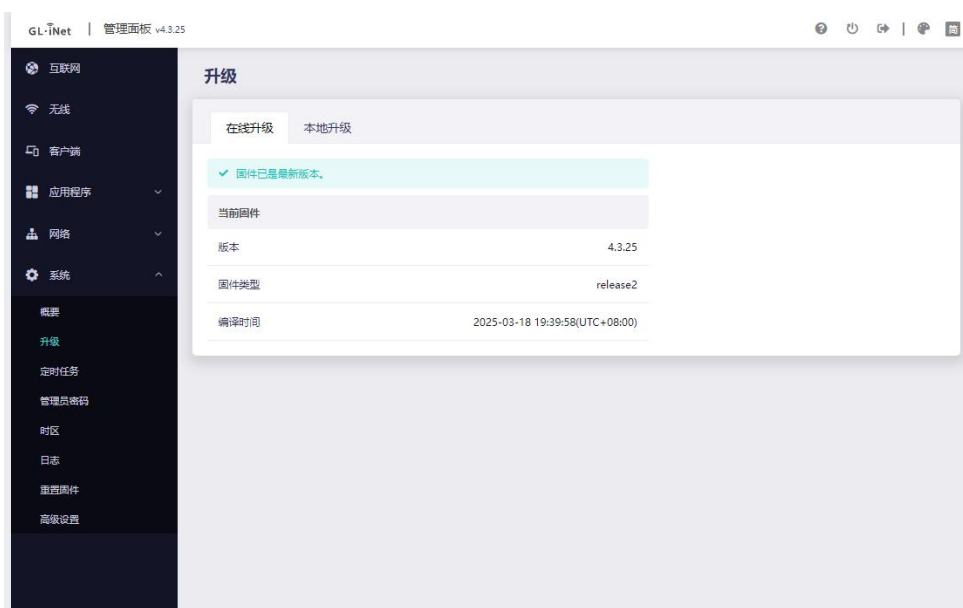 GL·iNet | 管理面板 v4.3.25
简
互联网
无线
客户端
应用程序
网络
系统
概要
升级
定时任务
管理员密码
时区
日志
重置固件
高级设置
升级
在线升级 本地升级
固件已是最新版本。
当前固件
版本 4.3.25
固件类型 release2
编译时间 2025-03-18 19:39:58(UTC+08:00)